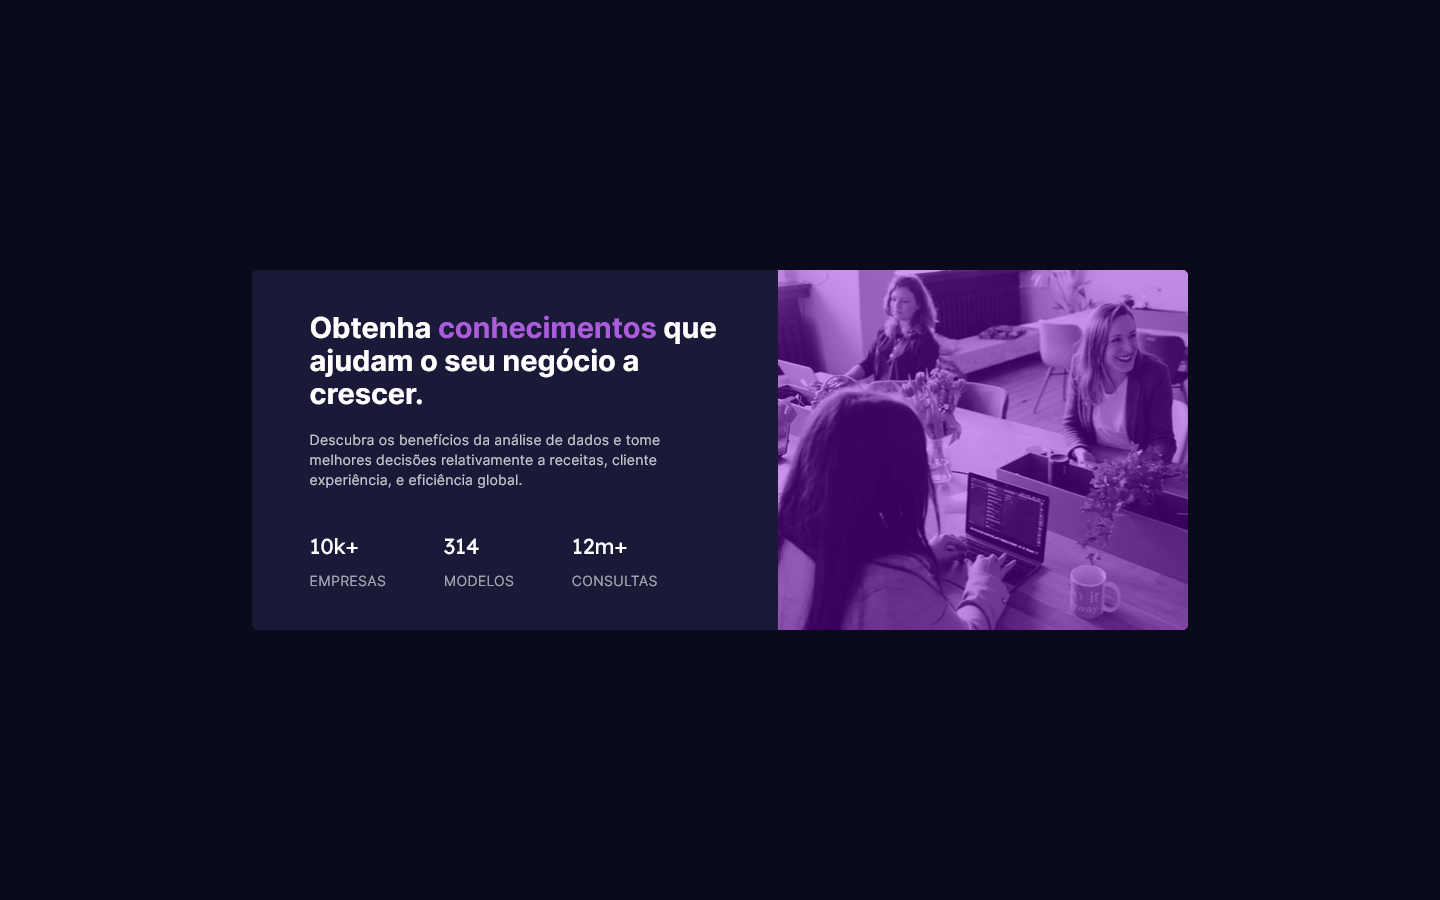 Obtenha conhecimentos que
ajudam o seu negócio a
crescer.
Descubra os benefícios da análise de dados e tome
melhores decisões relativamente a receitas, cliente
experiência, e eficiência global.
10k+ 314 12m+
EMPRESAS MODELOS CONSULTAS